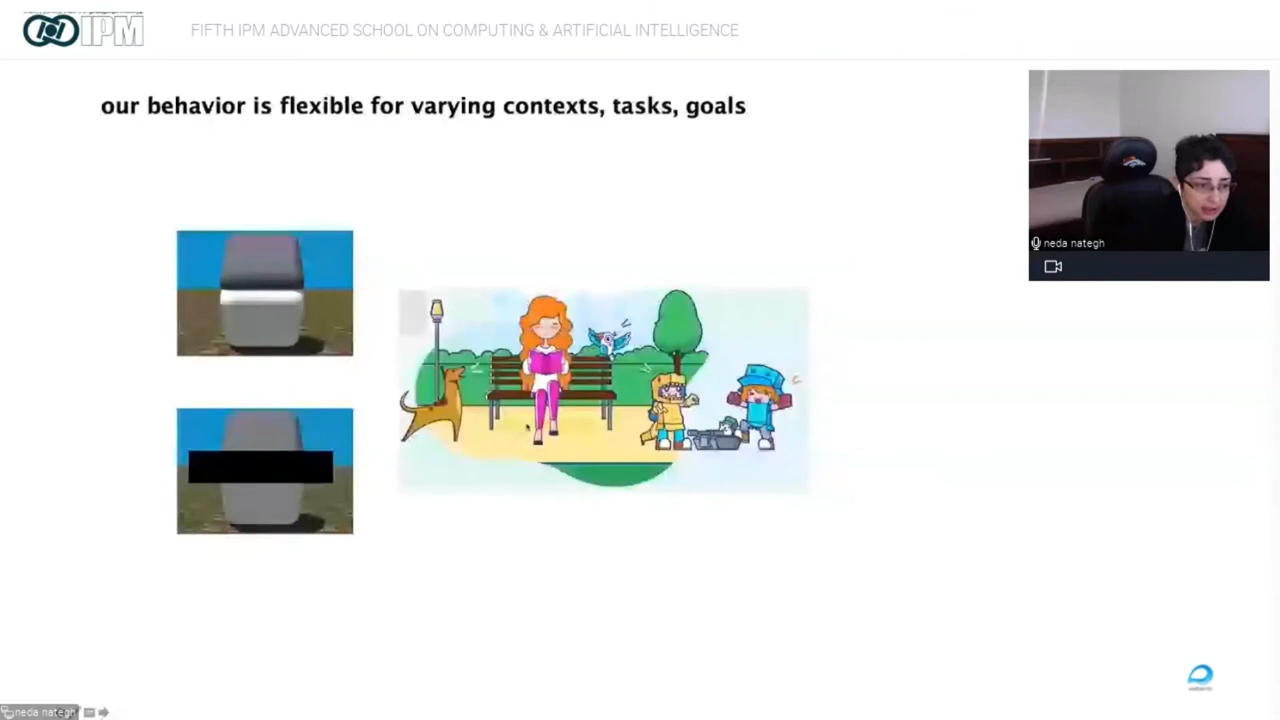 IPM
FIFTH IPM ADVANCED SCHOOL ON COMPUTING & ARTIFICIAL INTELLIGENCE
our behavior is flexible for varying contexts, tasks, goals
neda nategh
neda nategh